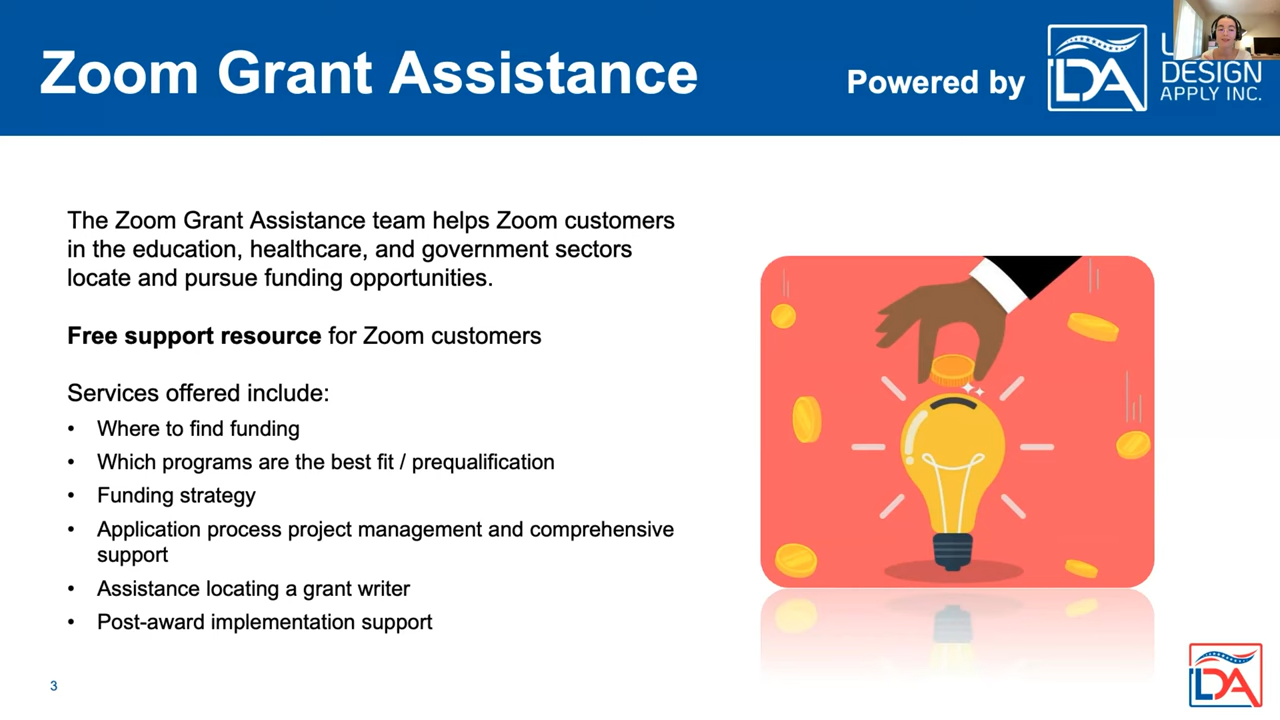 Zoom Grant Assistance
Powered by
LDA
DESIGN
APPLY INC.
The Zoom Grant Assistance team helps Zoom customers
in the education, healthcare, and government sectors
locate and pursue funding opportunities.
Free support resource for Zoom customers
Services offered include:
• Where to find funding
• Which programs are the best fit / prequalification
• Funding strategy
• Application process project management and comprehensive
support
• Assistance locating a grant writer
• Post-award implementation support
3
LDA